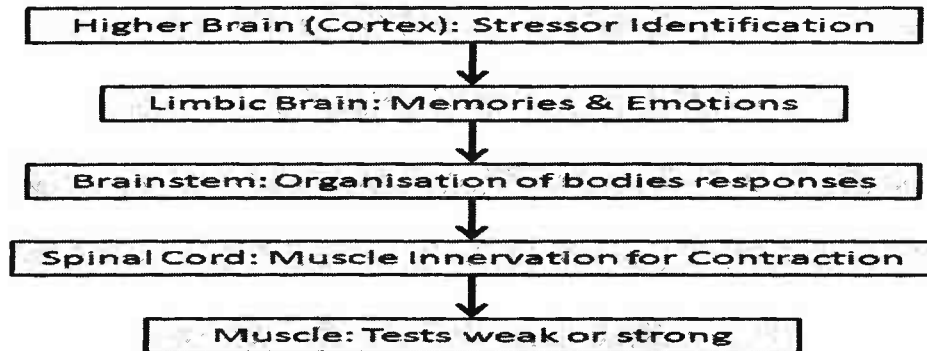 Higher Brain (Cortex): Stressor Identification
Limbic Brain: Memories & Emotions
Brainstem: Organisation of bodies responses
Spinal Cord: Muscle Innervation for Contraction
Muscle: Tests weak or strong